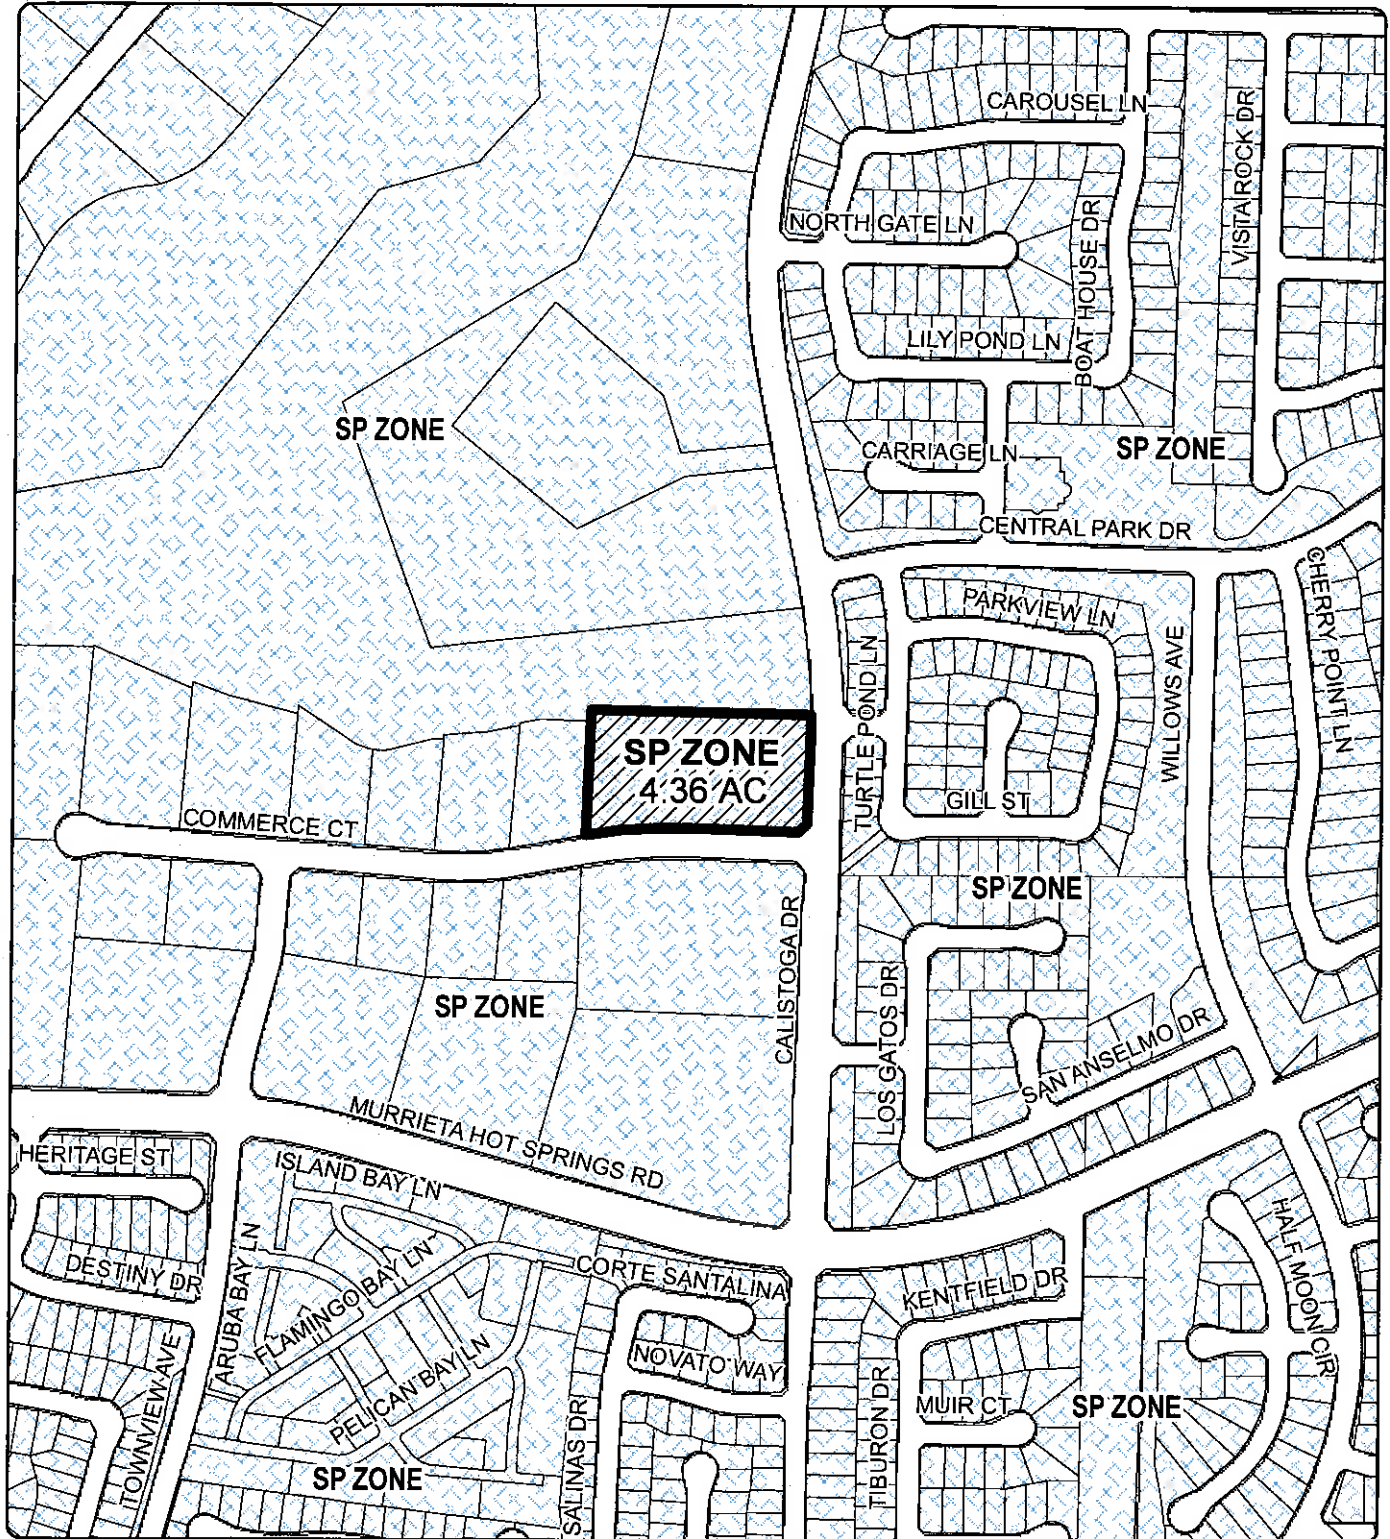 CAROUSEL LN
VISTA ROCK DR
NORTH GATE LN
BOAT HOUSE DR
LILY POND LN
SP ZONE
CARRIAGE LN
SP ZONE
CENTRAL PARK DR
CHERRY POINT LN
PARKVIEW LN
WILLOWS AVE
TURTLE POND LN
SP ZONE
4.36 AC
GILL ST
COMMERCE CT
SP ZONE
CALISTOGA DR
LOS GATOS DR
SP ZONE
SAN ANSELMO DR
MURRIETA HOT SPRINGS RD
HERITAGE ST
ISLAND BAY LN
HALF MOON CIR
DESTINY DR
ARUBA BAY LN
FLAMINGO BAY LN
CORTE SANTALINA
KENTFIELD DR
TOWNVIEW AVE
PELICAN BAY LN
NOVATO WAY
SALINAS DR
TIBURON DR
MUIR CT
SP ZONE
SP ZONE